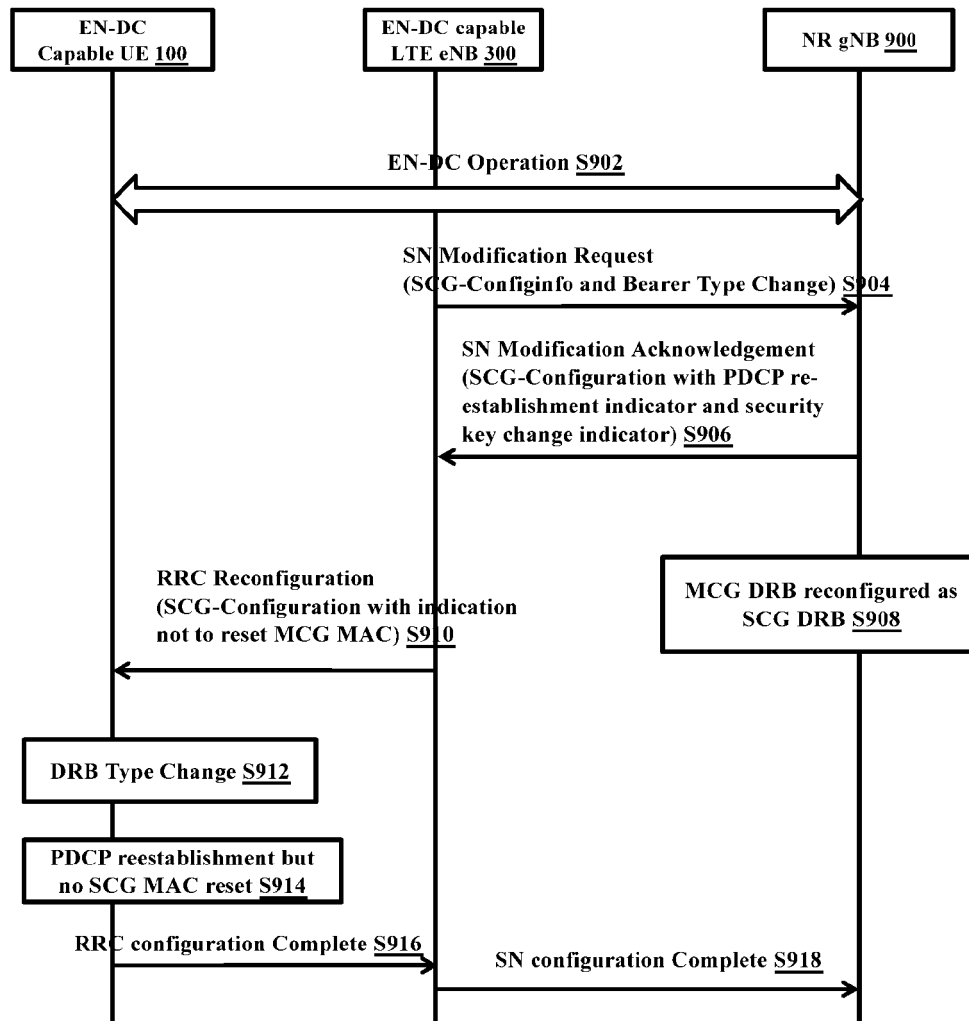 EN-DC
Capable UE 100
EN-DC capable
LTE eNB 300
NR gNB 900
EN-DC Operation S902
SN Modification Request
(SCG-Configinfo and Bearer Type Change) S904
SN Modification Acknowledgement
(SCG-Configuration with PDCP re-
establishment indicator and security
key change indicator) S906
MCG DRB reconfigured as
SCG DRB S908
RRC Reconfiguration
(SCG-Configuration with indication
not to reset MCG MAC) S910
DRB Type Change S912
PDCP reestablishment but
no SCG MAC reset S914
RRC configuration Complete S916
SN configuration Complete S918